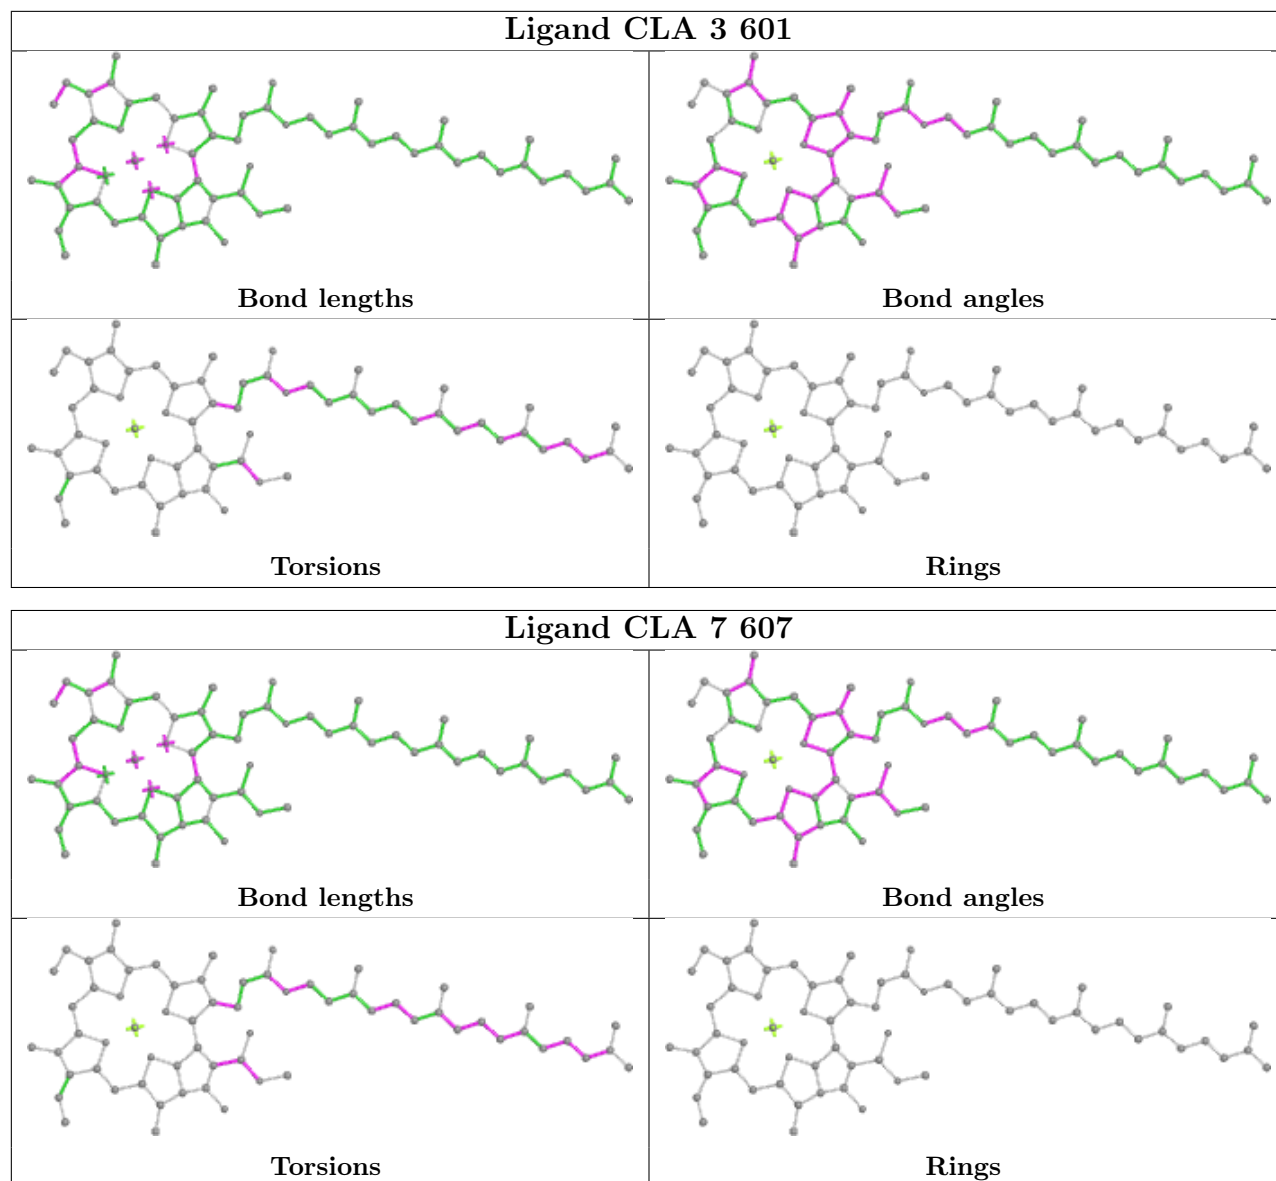 Ligand CLA 3 601
Bond lengths
Bond angles
Torsions
Rings
Ligand CLA 7 607
Bond lengths
Bond angles
Torsions
Rings